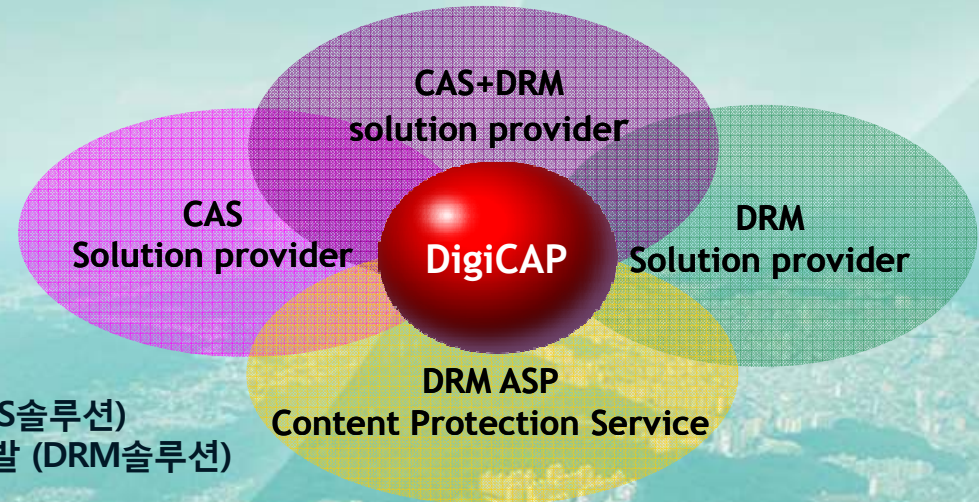 CAS+DRM
solution provider
CAS
Solution provider
DigiCAP
DRM
Solution provider
DRM ASP
Content Protection Service
S솔루션)
발 (DRM솔루션)